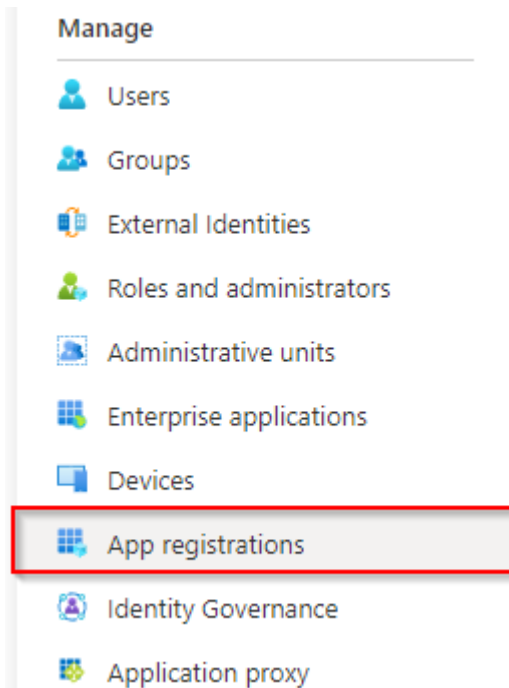 Manage
Users
Groups
External Identities
Roles and administrators
Administrative units
Enterprise applications
Devices
App registrations
Identity Governance
Application proxy